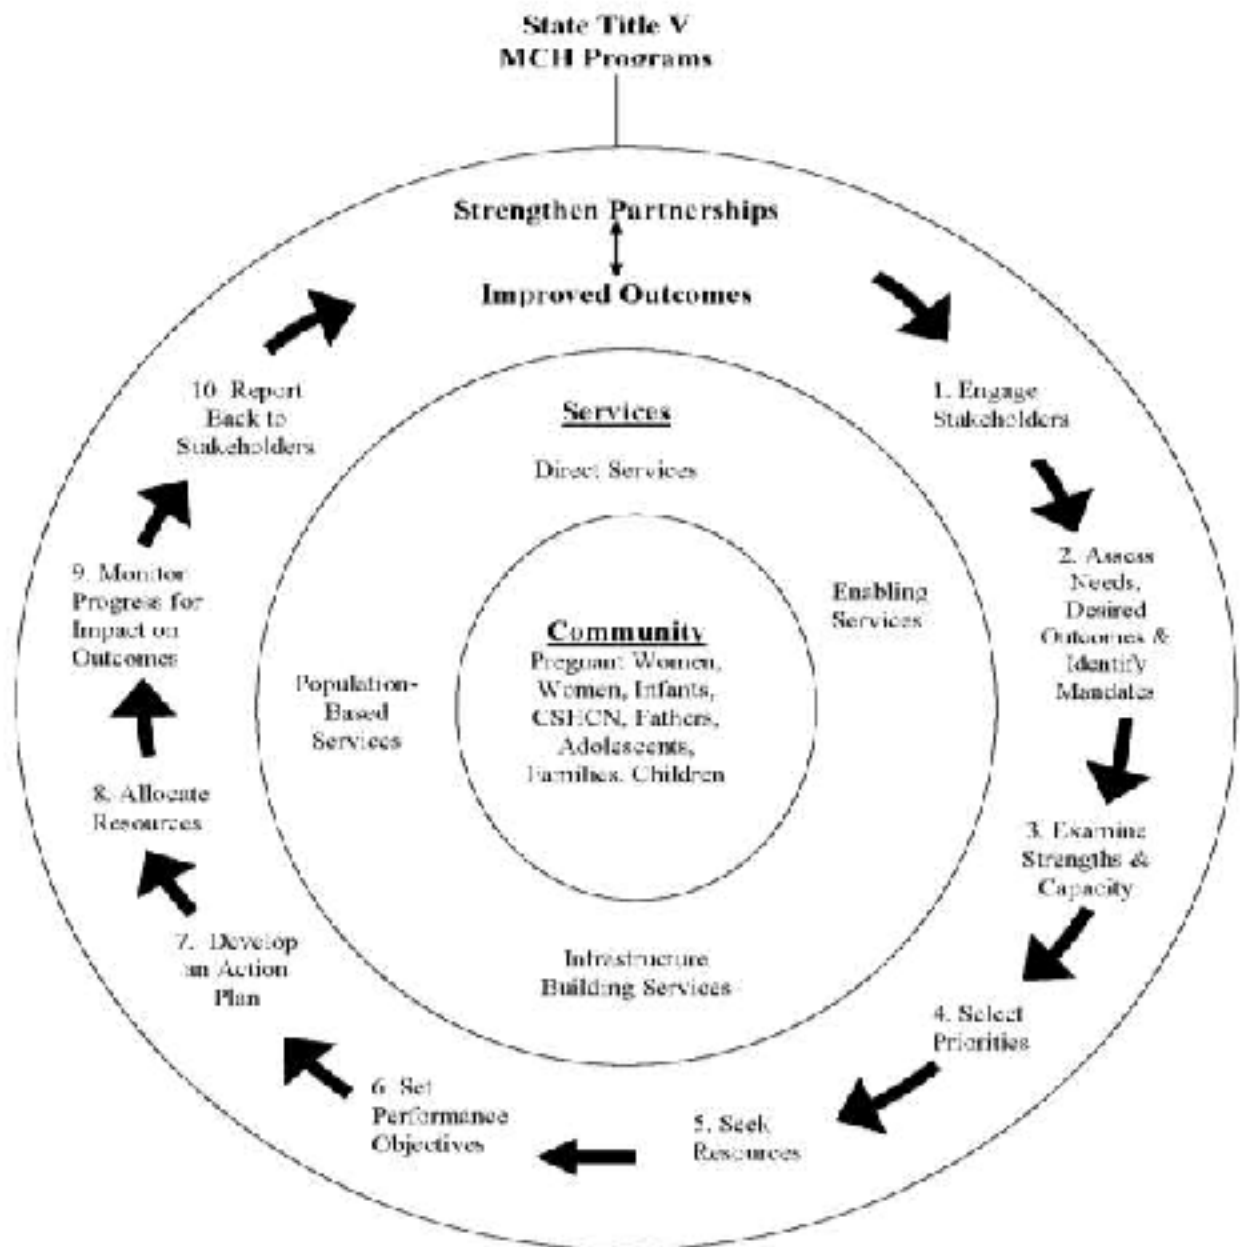 State Title V
MCH Programs
Strengthen Partnerships
Improved Outcomes
1. Engage
Stakeholders
2. Assess
Needs,
Desired
Outcomes &
Identify
Mandates
3. Examine
Strengths &
Capacity
4. Select
Priorities
5. Seek
Resources
6. Set
Performance
Objectives
7. Develop
an Action
Plan
8. Allocate
Resources
9. Monitor
Progress for
Impact on
Outcomes
10. Report
Back to
Stakeholders
Services
Direct Services
Enabling
Services
Infrastructure
Building Services
Population-
Based
Services
Community
Pregnant Women,
Women, Infants,
CSHCN, Fathers,
Adolescents,
Families, Children